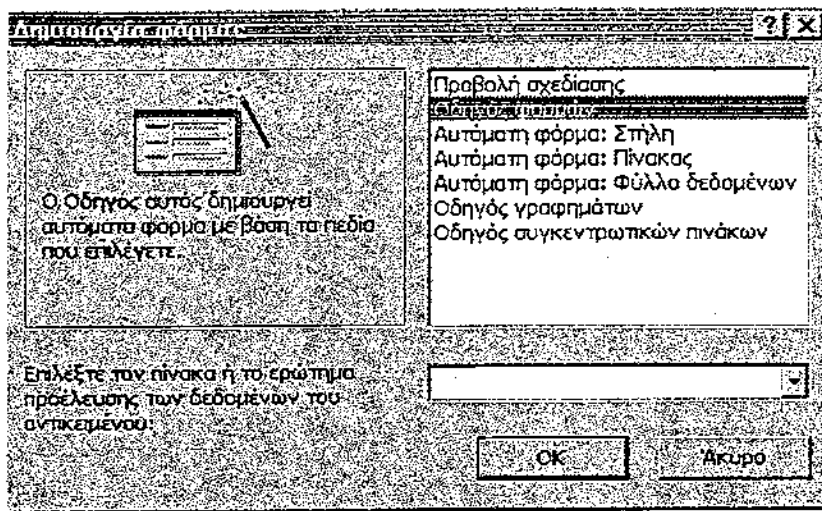 Προβολή σχεδίασης
Οδηγός φορμών
Αυτόματη φόρμα: Στήλη
Αυτόματη φόρμα: Πίνακας
Αυτόματη φόρμα: Φύλλο δεδομένων
Οδηγός γραφημάτων
Οδηγός συγκεντρωτικών πινάκων
Ο Οδηγός αυτός δημιουργεί
αυτόματα φόρμα με βάση τα πεδία
που επιλέγετε.
Επιλέξτε τον πίνακα ή το ερώτημα
προέλευσης των δεδομένων του
αντικειμένου:
OK
Άκυρο